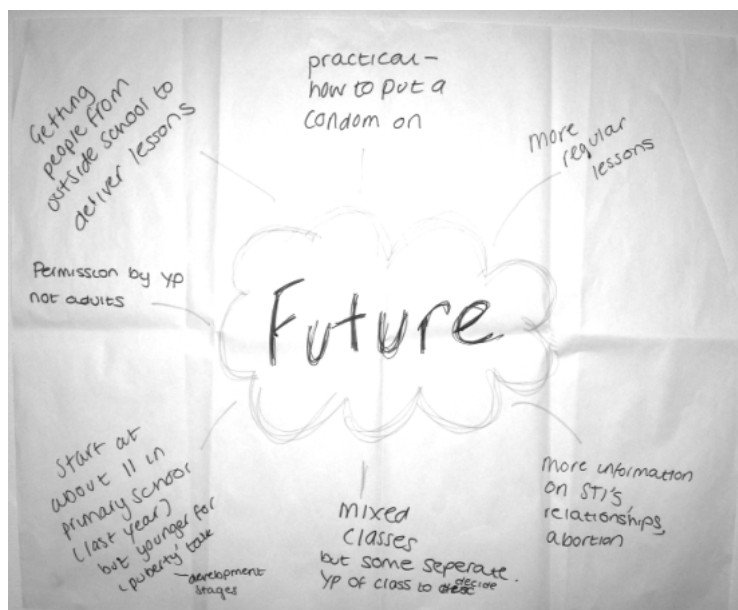 Getting
people from
outside school to
deliver lessons
practical -
how to put a
condom on
more
regular
lessons
Permission by YP
not adults
Future
Start at
about 11 in
primary school
(last year)
but younger for
'puberty' talk
- development
stages
mixed
classes
but some seperate.
YP of class to decide
more information
on STI's,
relationships,
abortion